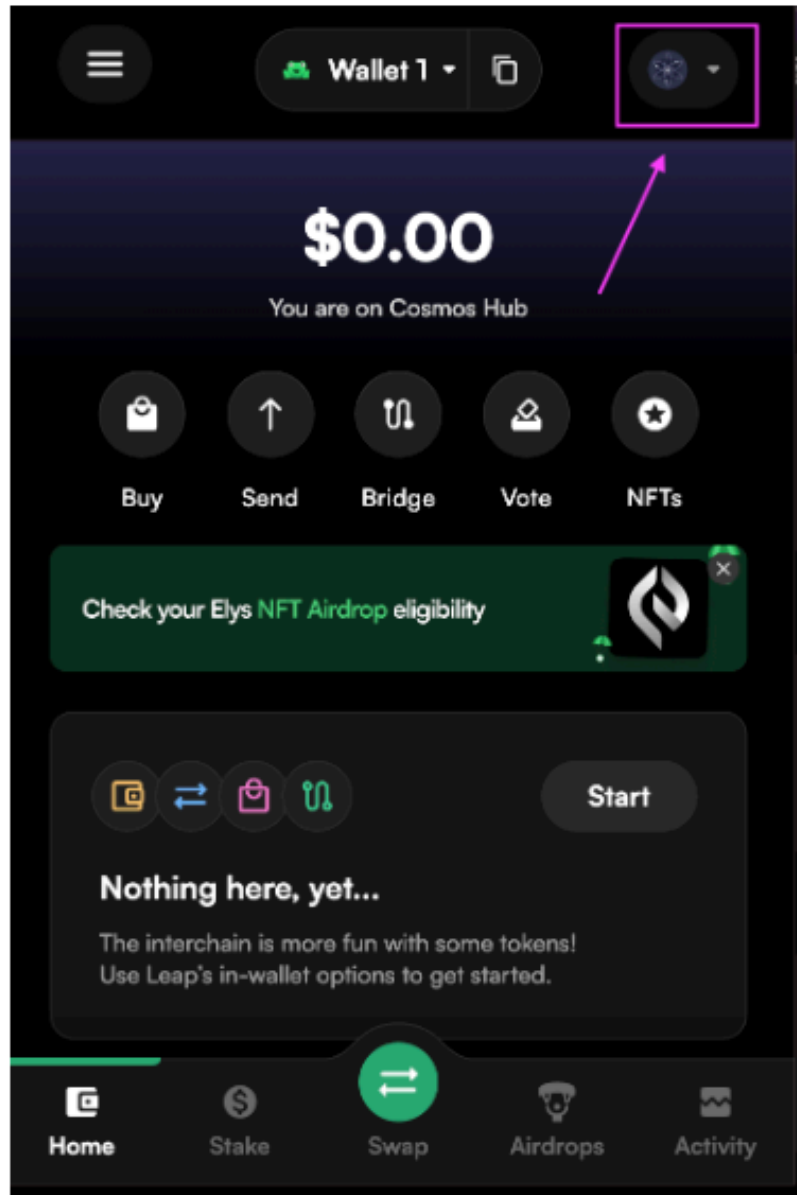 Wallet 1
$0.00
You are on Cosmos Hub
Buy
Send
Bridge
Vote
NFTs
Check your Elys NFT Airdrop eligibility
Start
Nothing here, yet...
The interchain is more fun with some tokens!
Use Leap's in-wallet options to get started.
Home
Stake
Swap
Airdrops
Activity